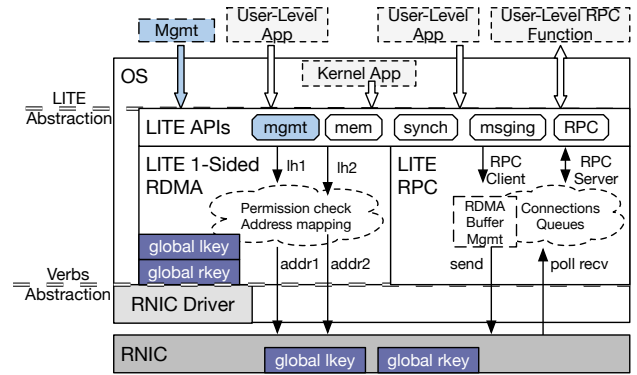 Mgmt
User-Level
App
User-Level
App
User-Level RPC
Function
OS
Kernel App
LITE
Abstraction
LITE APIs
mgmt
mem
synch
msging
RPC
LITE 1-Sided
RDMA
lh1
lh2
LITE
RPC
RPC
Client
RPC
Server
Permission check
Address mapping
RDMA
Buffer
Mgmt
Connections
Queues
global lkey
global rkey
addr1
addr2
send
poll recv
Verbs
Abstraction
RNIC Driver
RNIC
global lkey
global rkey